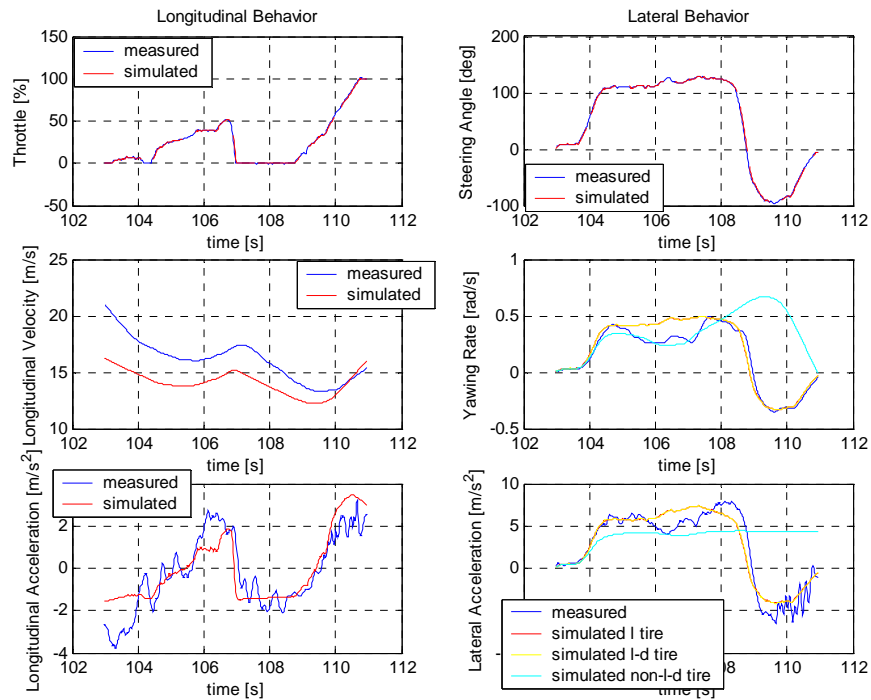 Longitudinal Behavior
150
100
50
0
-50
Throttle [%]
measured
simulated
102 104 106 108 110 112
time [s]
Lateral Behavior
200
100
0
-100
Steering Angle [deg]
measured
simulated
102 104 106 108 110 112
time [s]
25
20
15
10
Longitudinal Velocity [m/s]
measured
simulated
102 104 106 108 110 112
time [s]
1
0.5
0
-0.5
Yawing Rate [rad/s]
102 104 106 108 110 112
time [s]
2
0
-2
-4
Longitudinal Acceleration [m/s²]
measured
simulated
102 104 106 108 110 112
time [s]
10
5
0
-5
Lateral Acceleration [m/s²]
measured
simulated l tire
simulated l-d tire
simulated non-l-d tire
108 110 112
time [s]